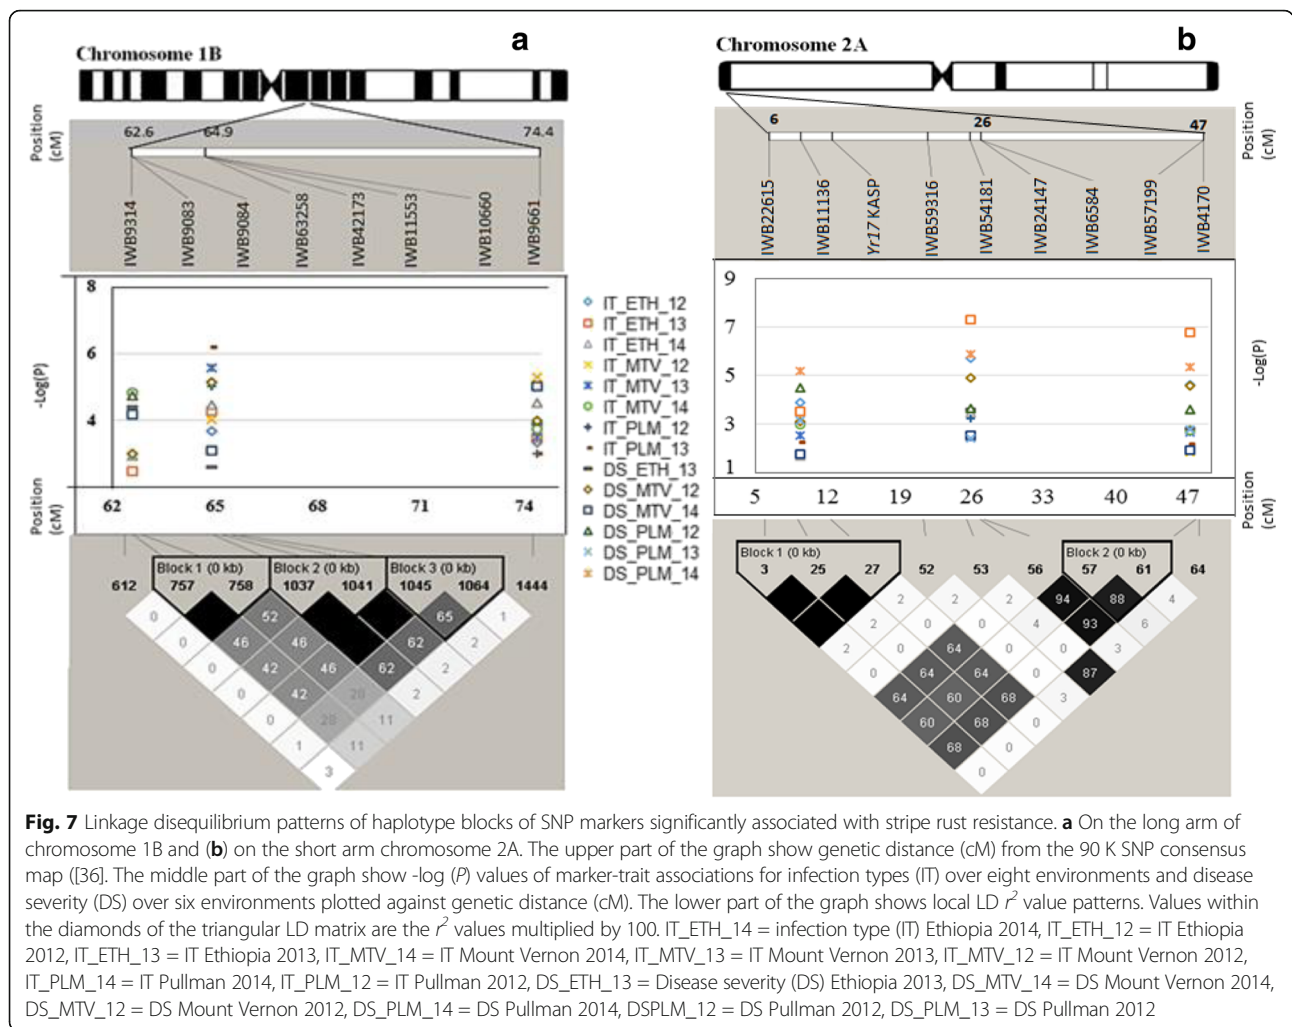 a
Chromosome 1B
Position (cM)
62.6 64.9 74.4
IWB9314 IWB9083 IWB9084 IWB63258 IWB42173 IWB11553 IWB10660 IWB9661
8
6
4
-Log(P)
Position (cM)
62 65 68 71 74
Block 1 (0 kb) Block 2 (0 kb) Block 3 (0 kb)
612 757 758 1037 1041 1045 1064 1444
0 52 65 1
0 46 46 62 2
0 42 46 62 2
0 42 20 2
0 28 11
1 11
3
IT_ETH_12
IT_ETH_13
IT_ETH_14
IT_MTV_12
IT_MTV_13
IT_MTV_14
IT_PLM_12
IT_PLM_13
DS_ETH_13
DS_MTV_12
DS_MTV_14
DS_PLM_12
DS_PLM_13
DS_PLM_14
b
Chromosome 2A
6 26 47
Position (cM)
IWB22615 IWB11136 Yr17 KASP IWB59316 IWB54181 IWB24147 IWB6584 IWB57199 IWB4170
9
7
5
3
1
-Log(P)
5 12 19 26 33 40 47
Position (cM)
Block 1 (0 kb) Block 2 (0 kb)
3 25 27 52 53 56 57 61 64
2 2 2 94 88 4
2 0 0 4 93 6
2 0 64 0 0 3
0 64 64 0 87
64 60 68 3
60 68 0
68 0
0
Fig. 7 Linkage disequilibrium patterns of haplotype blocks of SNP markers significantly associated with stripe rust resistance. a On the long arm of
chromosome 1B and (b) on the short arm chromosome 2A. The upper part of the graph show genetic distance (cM) from the 90 K SNP consensus
map ([36]. The middle part of the graph show -log (P) values of marker-trait associations for infection types (IT) over eight environments and disease
severity (DS) over six environments plotted against genetic distance (cM). The lower part of the graph shows local LD r² value patterns. Values within
the diamonds of the triangular LD matrix are the r² values multiplied by 100. IT_ETH_14 = infection type (IT) Ethiopia 2014, IT_ETH_12 = IT Ethiopia
2012, IT_ETH_13 = IT Ethiopia 2013, IT_MTV_14 = IT Mount Vernon 2014, IT_MTV_13 = IT Mount Vernon 2013, IT_MTV_12 = IT Mount Vernon 2012,
IT_PLM_14 = IT Pullman 2014, IT_PLM_12 = IT Pullman 2012, DS_ETH_13 = Disease severity (DS) Ethiopia 2013, DS_MTV_14 = DS Mount Vernon 2014,
DS_MTV_12 = DS Mount Vernon 2012, DS_PLM_14 = DS Pullman 2014, DSPLM_12 = DS Pullman 2012, DS_PLM_13 = DS Pullman 2012